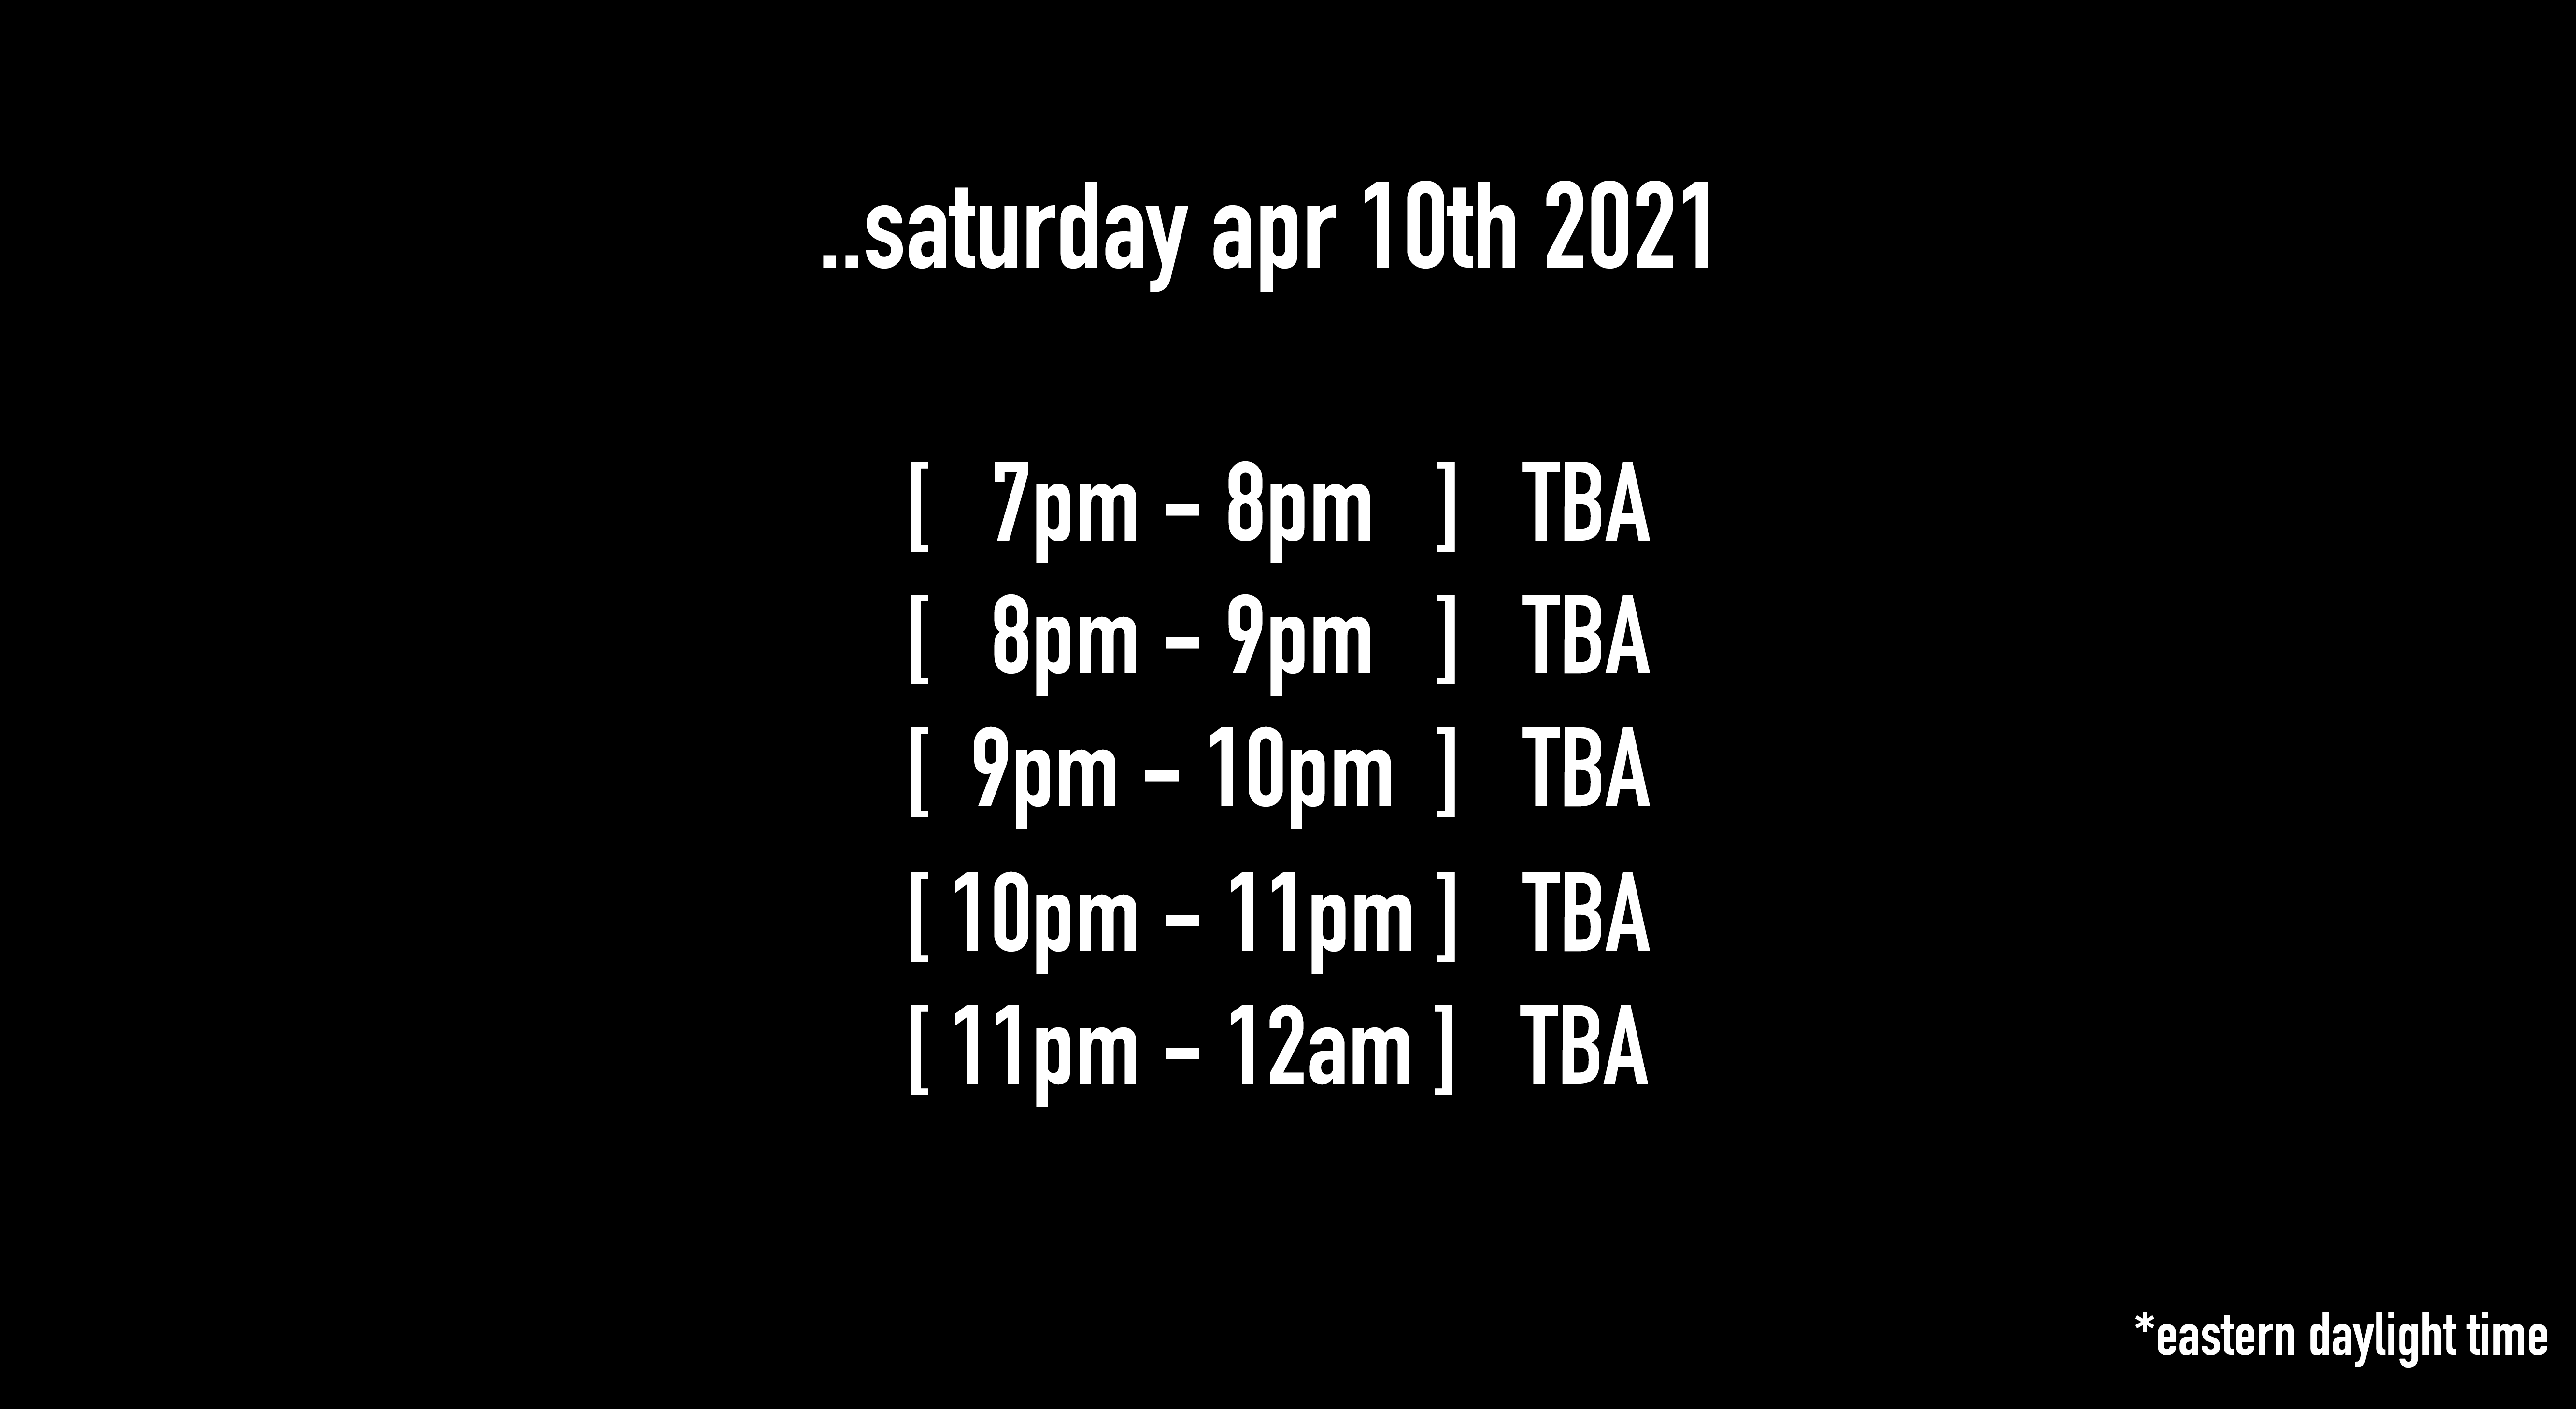 ..saturday apr 10th 2021
[ 7pm - 8pm ] TBA
[ 8pm - 9pm ] TBA
[ 9pm - 10pm ] TBA
[ 10pm - 11pm ] TBA
[ 11pm - 12am ] TBA
*eastern daylight time